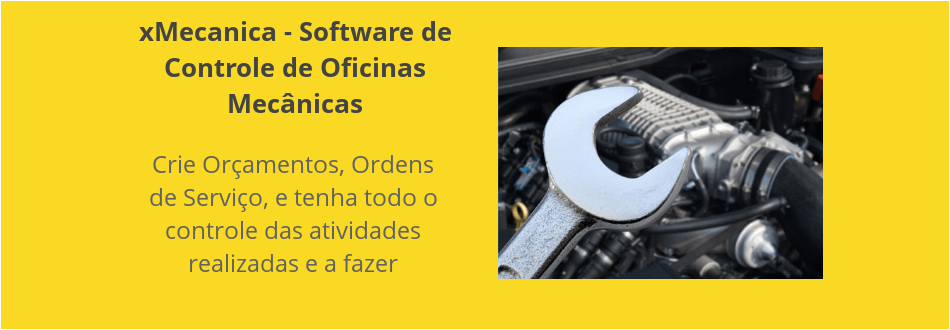 xMecanica - Software de
Controle de Oficinas
Mecânicas
Crie Orçamentos, Ordens
de Serviço, e tenha todo o
controle das atividades
realizadas e a fazer